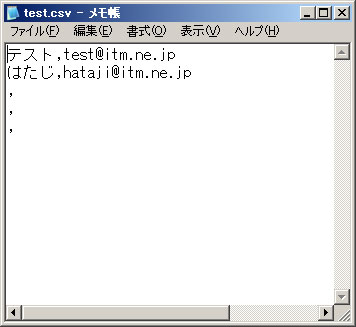 test.csv - メモ帳
ファイル(F) 編集(E) 書式(O) 表示(V) ヘルプ(H)
テスト,test@itm.ne.jp
はたじ,hataji@itm.ne.jp
,
,
,